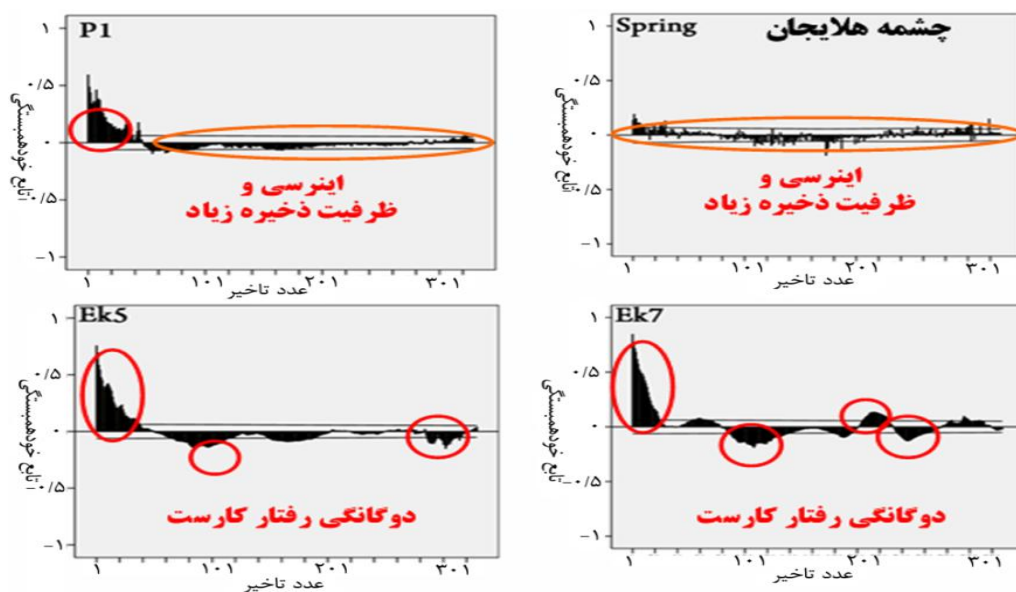 P1
۱
۰/۵
۰
-۰/۵
-۱
تابع خودهمبستگی
اینرسی و
ظرفیت ذخیره زیاد
۱
۱۰۱
۲۰۱
۳۰۱
عدد تاخیر
Spring
چشمه هلایجان
۱
۰/۵
۰
-۰/۵
-۱
تابع خودهمبستگی
اینرسی و
ظرفیت ذخیره زیاد
۱
۱۰۱
۲۰۱
۳۰۱
عدد تاخیر
Ek5
۱
۰/۵
۰
-۰/۵
-۱
تابع خودهمبستگی
دوگانگی رفتار کارست
۱
۱۰۱
۲۰۱
۳۰۱
عدد تاخیر
Ek7
۱
۰/۵
۰
-۰/۵
-۱
تابع خودهمبستگی
دوگانگی رفتار کارست
۱
۱۰۱
۲۰۱
۳۰۱
عدد تاخیر